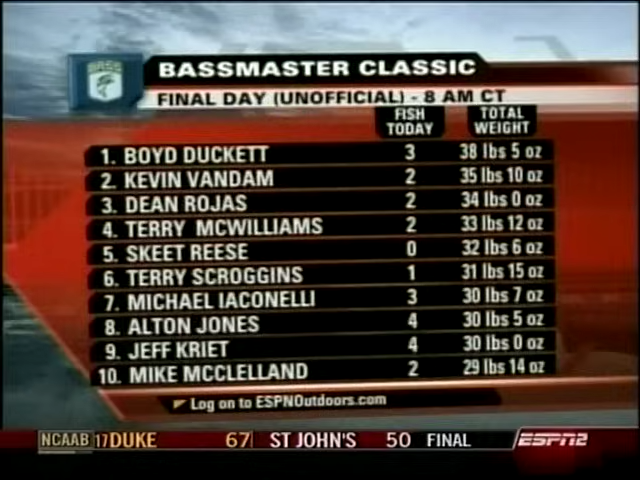 BASS
BASSMASTER CLASSIC
FINAL DAY (UNOFFICIAL) - 8 AM CT
FISH TODAY TOTAL WEIGHT
1. BOYD DUCKETT 3 38 lbs 5 oz
2. KEVIN VANDAM 2 35 lbs 10 oz
3. DEAN ROJAS 2 34 lbs 0 oz
4. TERRY MCWILLIAMS 2 33 lbs 12 oz
5. SKEET REESE 0 32 lbs 6 oz
6. TERRY SCROGGINS 1 31 lbs 15 oz
7. MICHAEL IACONELLI 3 30 lbs 7 oz
8. ALTON JONES 4 30 lbs 5 oz
9. JEFF KRIET 4 30 lbs 0 oz
10. MIKE MCCLELLAND 2 29 lbs 14 oz
Log on to ESPNOutdoors.com
NCAAB 17 DUKE 67 ST JOHN'S 50 FINAL ESPN2